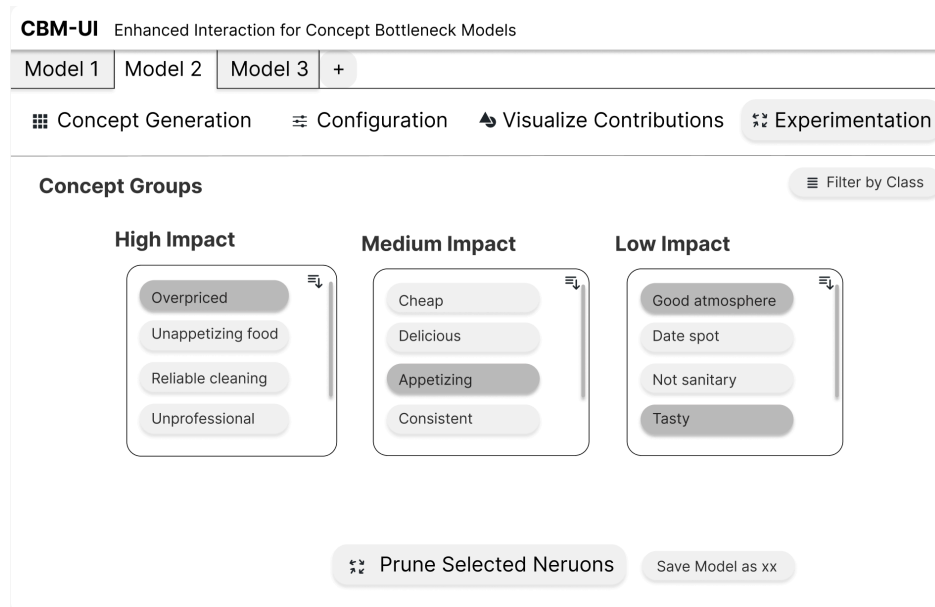 CBM-UI Enhanced Interaction for Concept Bottleneck Models
Model 1 Model 2 Model 3 +
Concept Generation Configuration Visualize Contributions Experimentation
Concept Groups
Filter by Class
High Impact
Overpriced
Unappetizing food
Reliable cleaning
Unprofessional
Medium Impact
Cheap
Delicious
Appetizing
Consistent
Low Impact
Good atmosphere
Date spot
Not sanitary
Tasty
Prune Selected Neruons
Save Model as xx